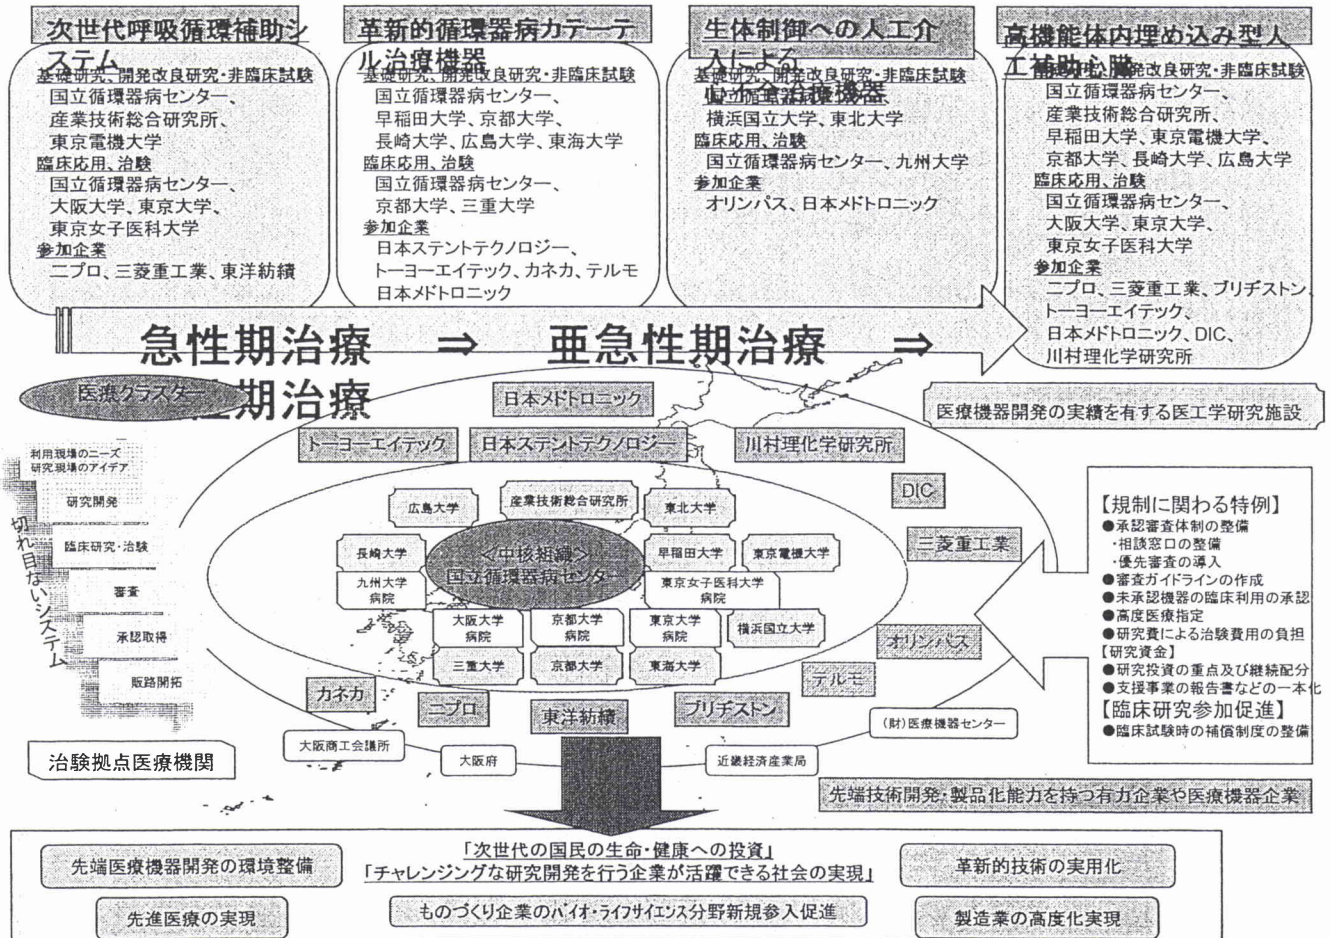 次世代呼吸循環補助シ
ステム
基礎研究、開発改良研究・非臨床試験
国立循環器病センター、
産業技術総合研究所、
東京電機大学
臨床応用、治験
国立循環器病センター、
大阪大学、東京大学、
東京女子医科大学
参加企業
ニプロ、三菱重工業、東洋紡績
革新的循環器病カテーテ
ル治療機器
基礎研究、開発改良研究・非臨床試験
国立循環器病センター、
早稲田大学、京都大学、
長崎大学、広島大学、東海大学
臨床応用、治験
国立循環器病センター、
京都大学、三重大学
参加企業
日本ステントテクノロジー、
トーヨーエイテック、カネカ、テルモ
日本メドトロニック
生体制御への人工介
入による
心不全治療機器
基礎研究、開発改良研究・非臨床試験
国立循環器病センター、
横浜国立大学、東北大学
臨床応用、治験
国立循環器病センター、九州大学
参加企業
オリンパス、日本メドトロニック
高機能体内埋め込み型人
工補助心臓
基礎研究、開発改良研究・非臨床試験
国立循環器病センター、
産業技術総合研究所、
早稲田大学、東京電機大学、
京都大学、長崎大学、広島大学
臨床応用、治験
国立循環器病センター、
大阪大学、東京大学、
東京女子医科大学
参加企業
ニプロ、三菱重工業、ブリヂストン、
トーヨーエイテック、
日本メドトロニック、DIC、
川村理化学研究所
急性期治療 ⇒ 亜急性期治療 ⇒
性期治療
医療クラスター
日本メドトロニック
医療機器開発の実績を有する医工学研究施設
トーヨーエイテック
日本ステントテクノロジー
川村理化学研究所
DIC
三菱重工業
オリンパス
テルモ
ブリヂストン
東洋紡績
ニプロ
カネカ
利用現場のニーズ
研究現場のアイデア
研究開発
臨床研究・治験
審査
承認取得
販路開拓
切れ目ないシステム
広島大学
産業技術総合研究所
東北大学
長崎大学
<中核組織>
国立循環器病センター
早稲田大学
東京電機大学
九州大学
病院
東京女子医科大学
病院
大阪大学
病院
京都大学
病院
東京大学
病院
横浜国立大学
三重大学
京都大学
東海大学
【規制に関わる特例】
●承認審査体制の整備
・相談窓口の整備
・優先審査の導入
●審査ガイドラインの作成
●未承認機器の臨床利用の承認
●高度医療指定
●研究費による治験費用の負担
【研究資金】
●研究投資の重点及び継続配分
●支援事業の報告書などの一本化
【臨床研究参加促進】
●臨床試験時の補償制度の整備
大阪商工会議所
大阪府
近畿経済産業局
(財)医療機器センター
治験拠点医療機関
先端技術開発・製品化能力を持つ有力企業や医療機器企業
先端医療機器開発の環境整備
「次世代の国民の生命・健康への投資」
「チャレンジングな研究開発を行う企業が活躍できる社会の実現」
革新的技術の実用化
先進医療の実現
ものづくり企業のバイオ・ライフサイエンス分野新規参入促進
製造業の高度化実現